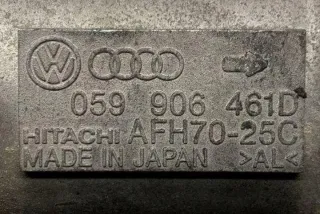 059 906 461D
HITACHI AFH70-25C
MADE IN JAPAN >AL<